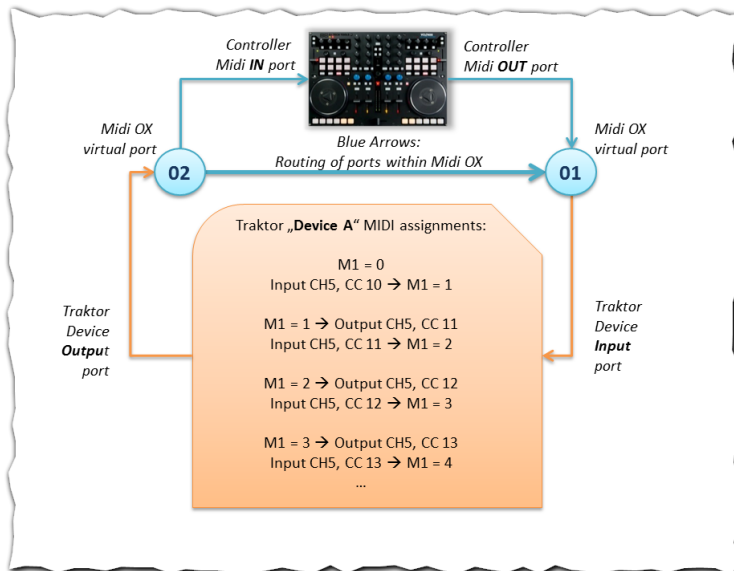 Controller
Midi IN port
Controller
Midi OUT port
Midi OX
virtual port
Blue Arrows:
Routing of ports within Midi OX
Midi OX
virtual port
02
01
Traktor „Device A“ MIDI assignments:
M1 = 0
Input CH5, CC 10 → M1 = 1
M1 = 1 → Output CH5, CC 11
Input CH5, CC 11 → M1 = 2
M1 = 2 → Output CH5, CC 12
Input CH5, CC 12 → M1 = 3
M1 = 3 → Output CH5, CC 13
Input CH5, CC 13 → M1 = 4
...
Traktor
Device
Output
port
Traktor
Device
Input
port